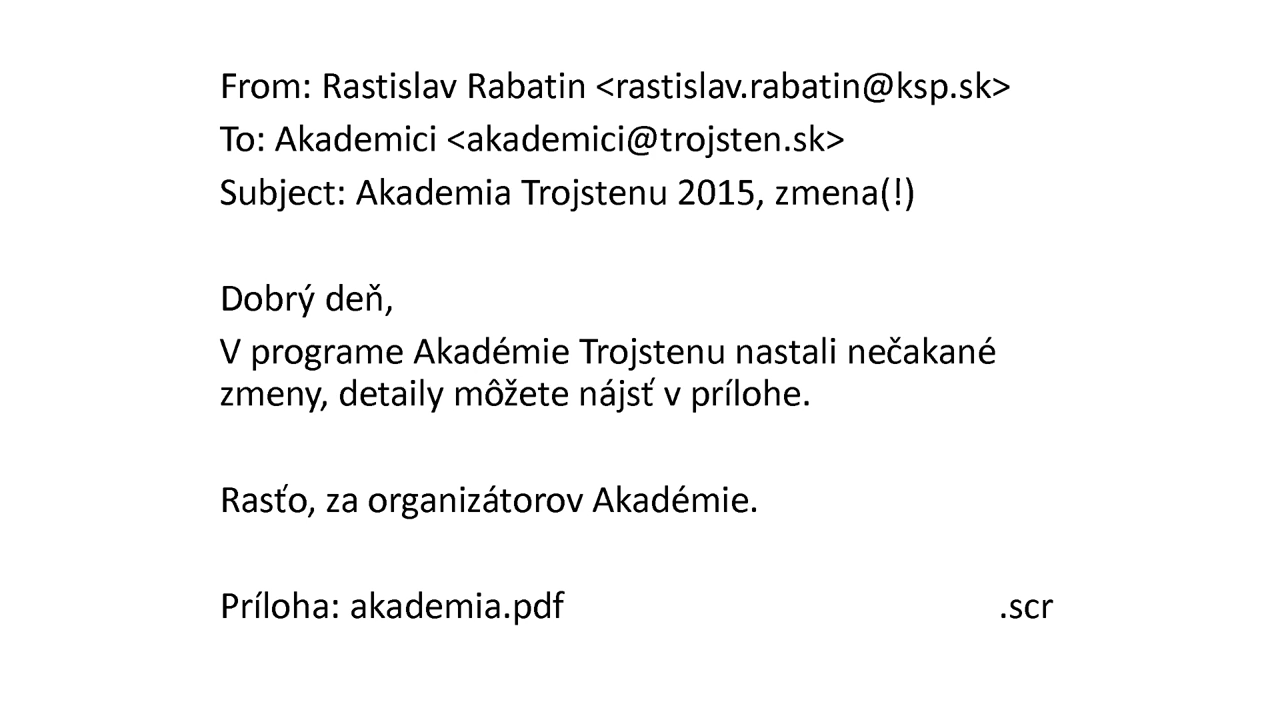 From: Rastislav Rabatin <rastislav.rabatin@ksp.sk>
To: Akademici <akademici@trojsten.sk>
Subject: Akademia Trojstenu 2015, zmena(!)
Dobrý deň,
V programe Akadémie Trojstenu nastali nečakané
zmeny, detaily môžete nájsť v prílohe.
Rasťo, za organizátorov Akadémie.
Príloha: akademia.pdf .scr